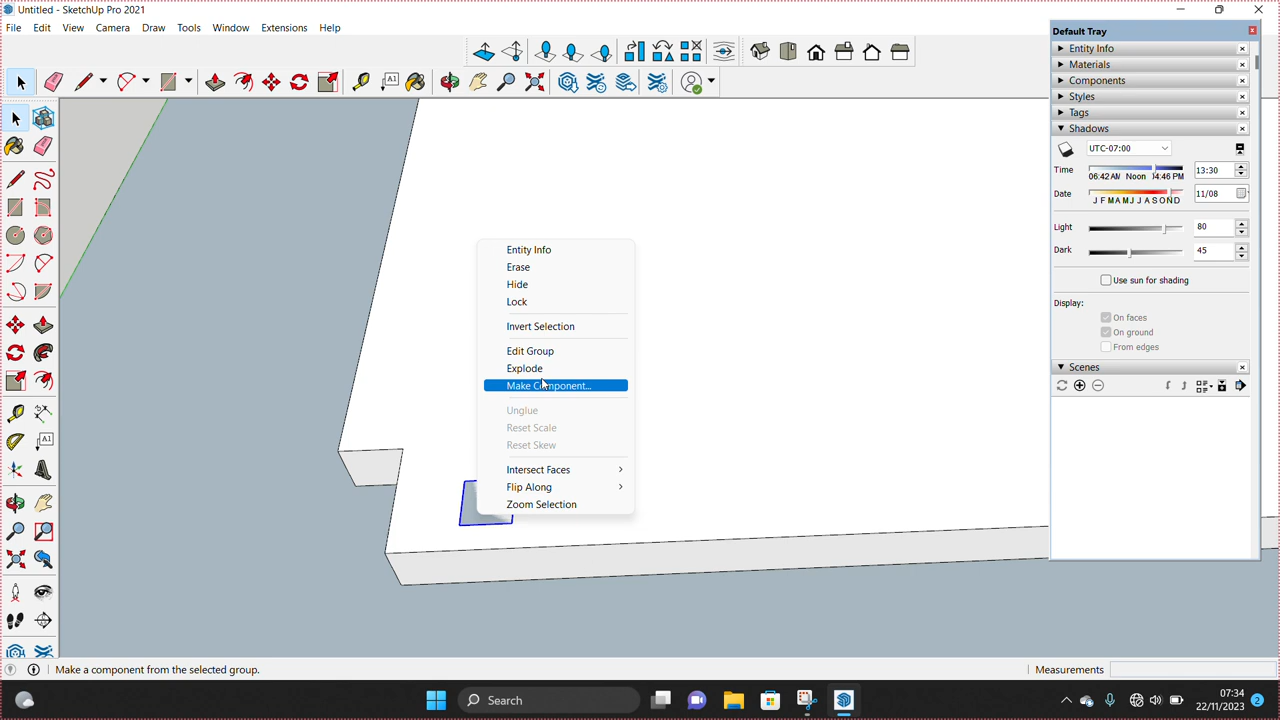 Untitled - SketchUp Pro 2021
File Edit View Camera Draw Tools Window Extensions Help
Default Tray
Entity Info
Materials
Components
Styles
Tags
Shadows
UTC-07:00
Time 06:42 AM Noon 04:46 PM 13:30
Date J F M A M J J A S O N D 11/08
Light 80
Dark 45
Use sun for shading
Display:
On faces
On ground
From edges
Scenes
Entity Info
Erase
Hide
Lock
Invert Selection
Edit Group
Explode
Make Component...
Unglue
Reset Scale
Reset Skew
Intersect Faces
Flip Along
Zoom Selection
Make a component from the selected group.
Measurements
Search
07:34
22/11/2023
2